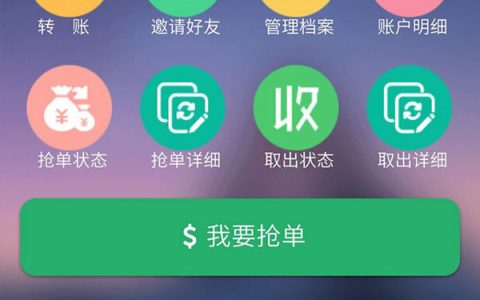 转 账 邀请好友 管理档案 账户明细
¥ ¥ 收
抢单状态 抢单详细 取出状态 取出详细
$ 我要抢单